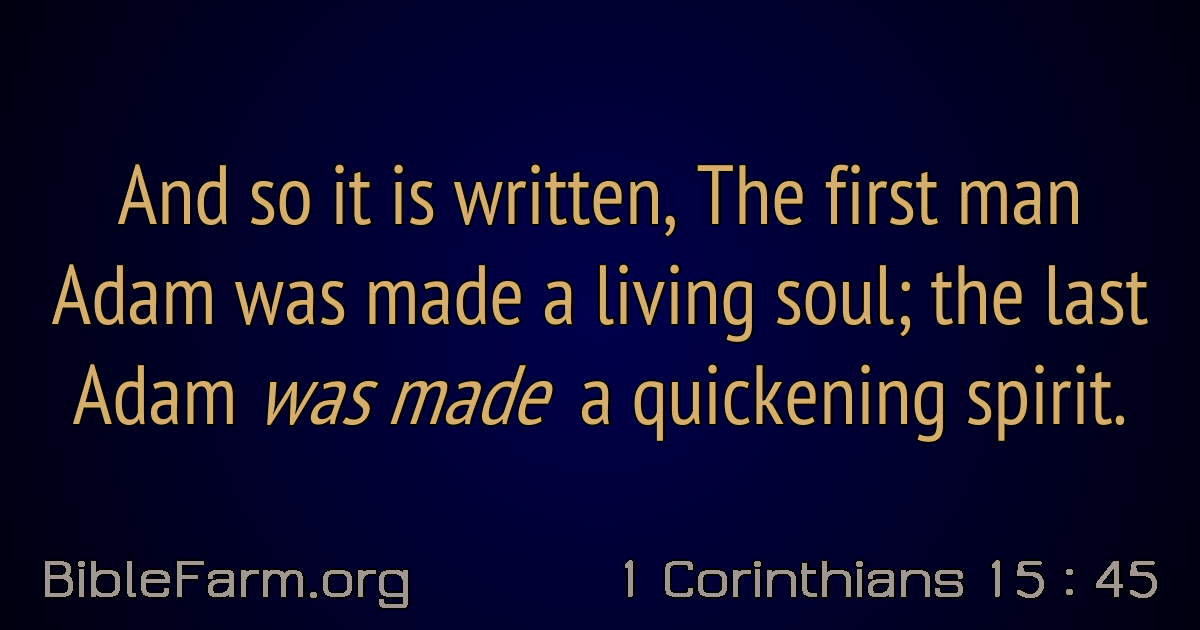 And so it is written, The first man
Adam was made a living soul; the last
Adam was made a quickening spirit.
BibleFarm.org
1 Corinthians 15 : 45